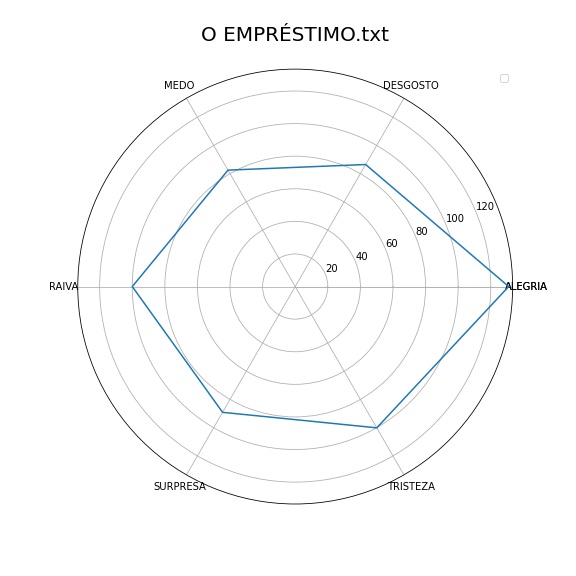 O EMPRÉSTIMO.txt
MEDO
DESGOSTO
120
100
80
60
40
20
RAIVA
ALEGRIA
SURPRESA
TRISTEZA